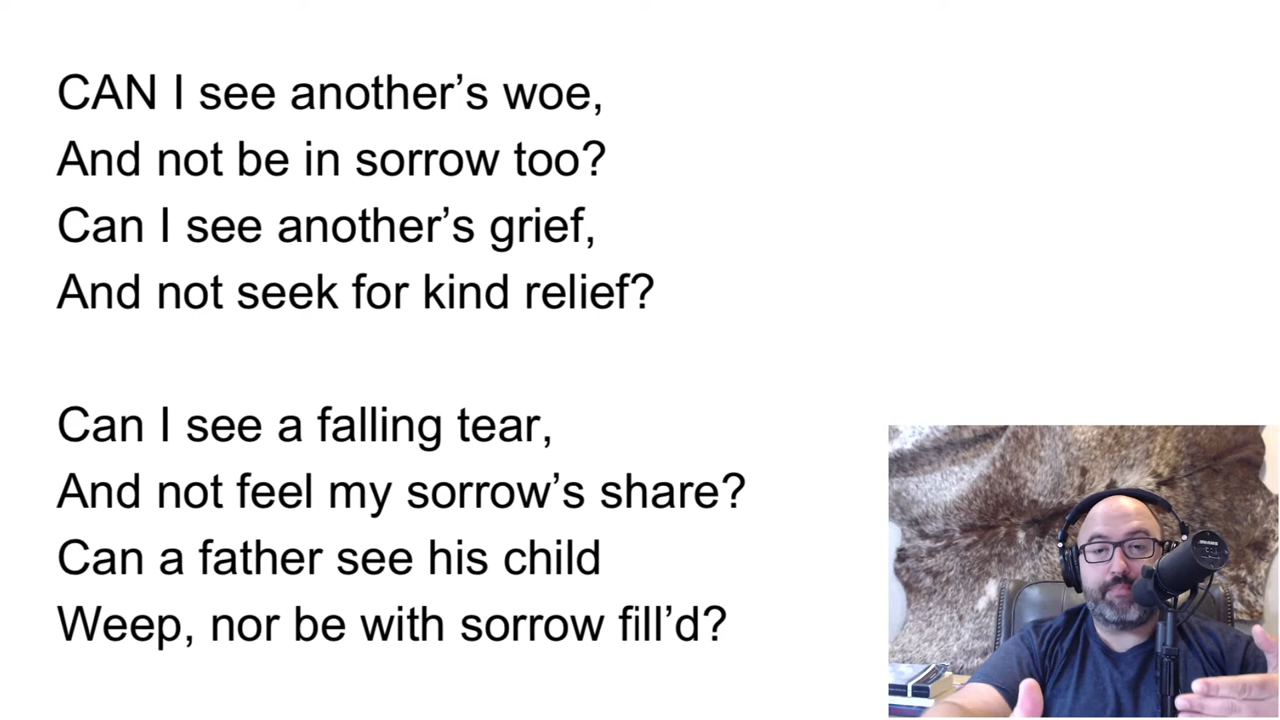 CAN I see another’s woe,
And not be in sorrow too?
Can I see another’s grief,
And not seek for kind relief?
Can I see a falling tear,
And not feel my sorrow’s share?
Can a father see his child
Weep, nor be with sorrow fill’d?